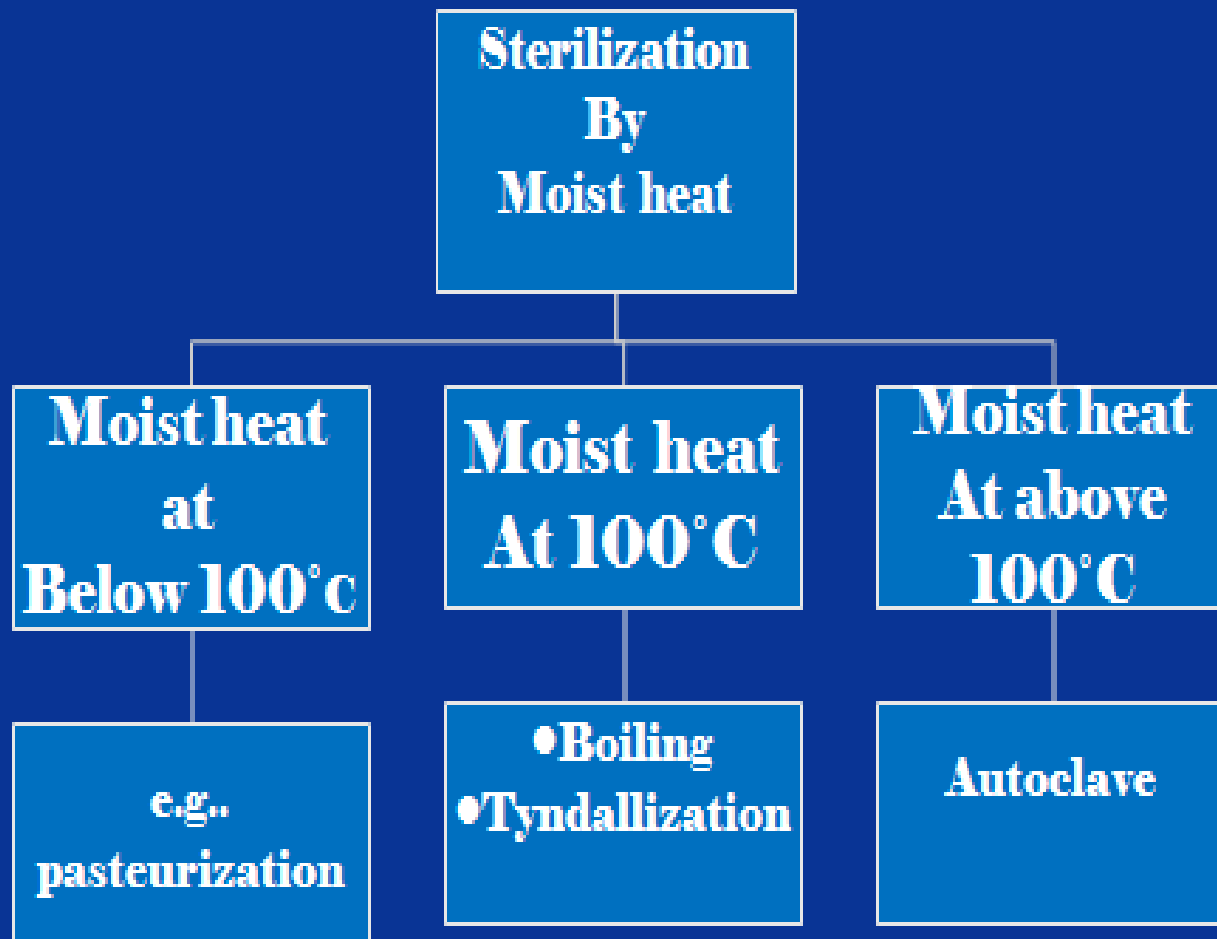 Sterilization
By
Moist heat
Moist heat
at
Below 100°c
Moist heat
At 100°C
Moist heat
At above
100°C
e.g..
pasteurization
•Boiling
•Tyndallization
Autoclave